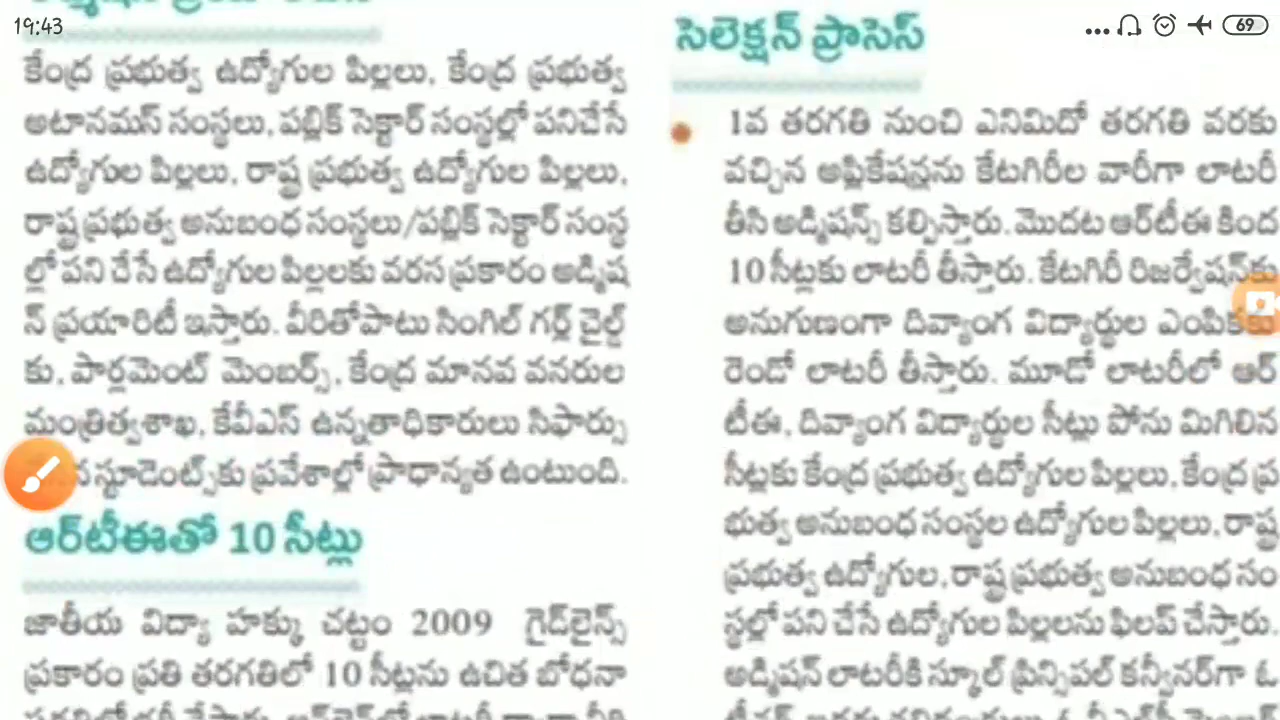 19:43
69
కేంద్ర ప్రభుత్వ ఉద్యోగుల పిల్లలు, కేంద్ర ప్రభుత్వ
అటానమస్ సంస్థలు, పబ్లిక్ సెక్టార్ సంస్థల్లో పనిచేసే
ఉద్యోగుల పిల్లలు, రాష్ట్ర ప్రభుత్వ ఉద్యోగుల పిల్లలు,
రాష్ట్ర ప్రభుత్వ అనుబంధ సంస్థలు/పబ్లిక్ సెక్టార్ సంస్థ
ల్లో పని చేసే ఉద్యోగుల పిల్లలకు వరస ప్రకారం అడ్మిష
న్ ప్రయారిటీ ఇస్తారు. వీరితోపాటు సింగిల్ గర్ల్ చైల్డ్
కు, పార్లమెంట్ మెంబర్స్, కేంద్ర మానవ వనరుల
మంత్రిత్వశాఖ, కేవీఎస్ ఉన్నతాధికారులు సిఫార్సు
స్టూడెంట్స్‌కు ప్రవేశాల్లో ప్రాధాన్యత ఉంటుంది.
ఆర్‌టీఈతో 10 సీట్లు
జాతీయ విద్యా హక్కు చట్టం 2009 గైడ్‌లైన్స్
ప్రకారం ప్రతి తరగతిలో 10 సీట్లను ఉచిత బోధనా
సెలెక్షన్ ప్రాసెస్
1వ తరగతి నుంచి ఎనిమిదో తరగతి వరకు
వచ్చిన అప్లికేషన్లను కేటగిరీల వారీగా లాటరీ
తీసి అడ్మిషన్స్ కల్పిస్తారు. మొదట ఆర్‌టీఈ కింద
10 సీట్లకు లాటరీ తీస్తారు. కేటగిరీ రిజర్వేషన్‌కు
అనుగుణంగా దివ్యాంగ విద్యార్థుల ఎంపికకు
రెండో లాటరీ తీస్తారు. మూడో లాటరీలో ఆర్
టీఈ, దివ్యాంగ విద్యార్థుల సీట్లు పోను మిగిలిన
సీట్లకు కేంద్ర ప్రభుత్వ ఉద్యోగుల పిల్లలు, కేంద్ర ప్ర
భుత్వ అనుబంధ సంస్థల ఉద్యోగుల పిల్లలు, రాష్ట్ర
ప్రభుత్వ ఉద్యోగుల, రాష్ట్ర ప్రభుత్వ అనుబంధ సం
స్థల్లో పని చేసే ఉద్యోగుల పిల్లలను ఫిలప్ చేస్తారు.
అడ్మిషన్ లాటరీకి స్కూల్ ప్రిన్సిపల్ కన్వీనర్‌గా ఓ